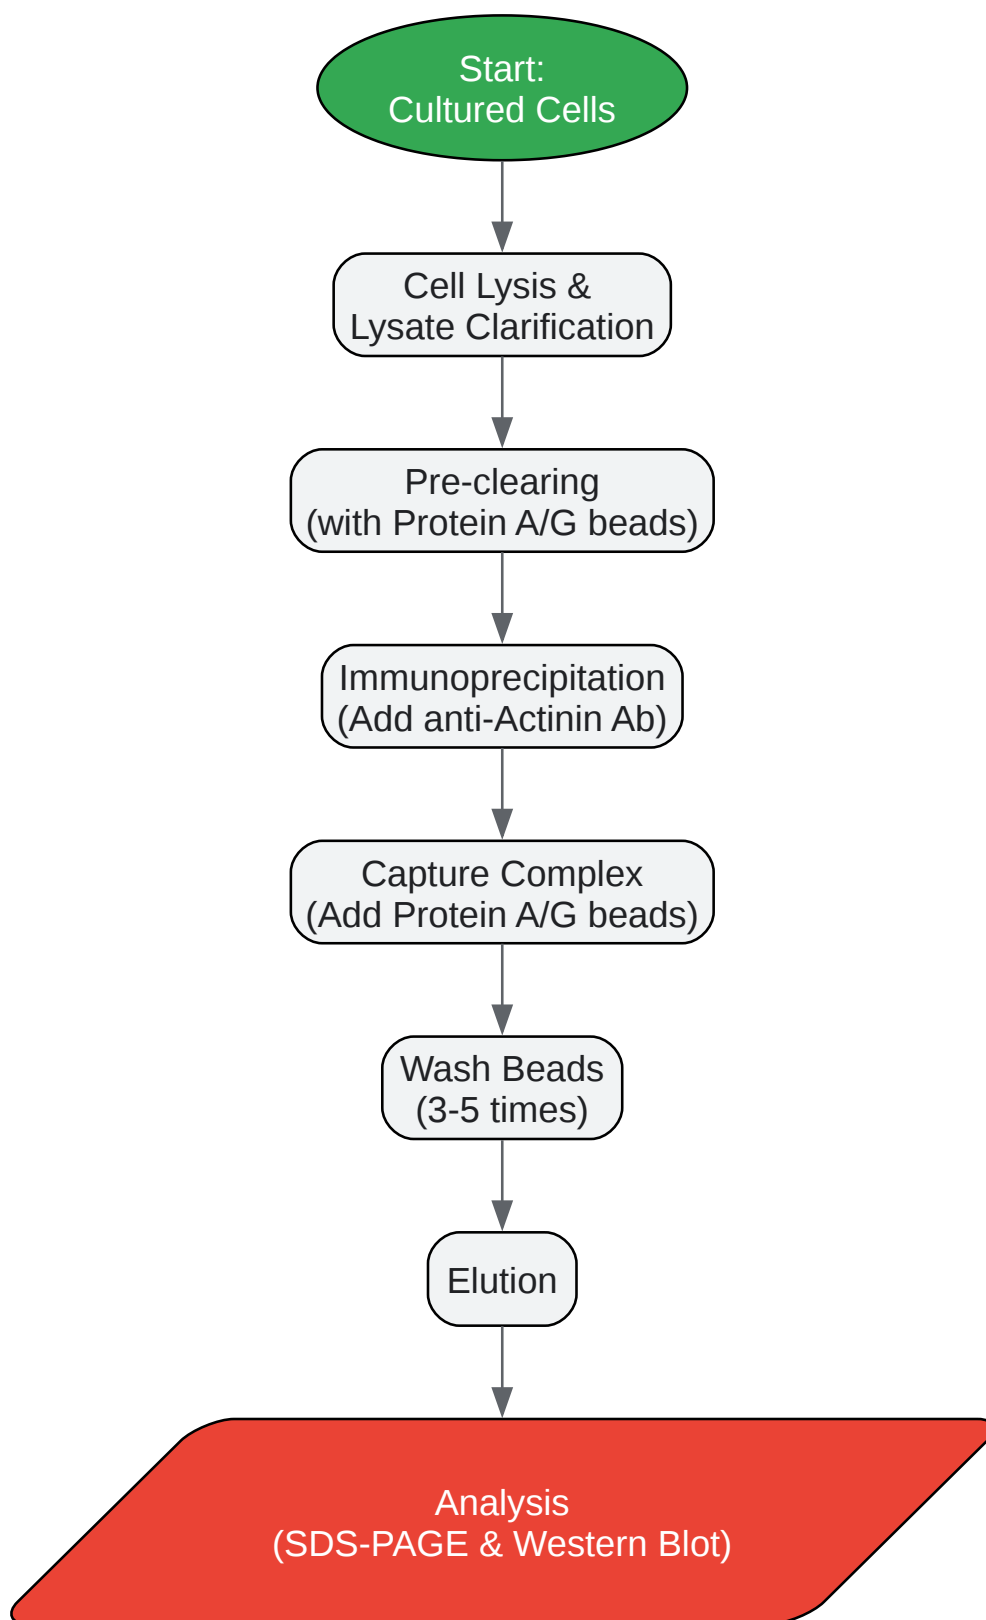 Start:
Cultured Cells
Cell Lysis &
Lysate Clarification
Pre-clearing
(with Protein A/G beads)
Immunoprecipitation
(Add anti-Actinin Ab)
Capture Complex
(Add Protein A/G beads)
Wash Beads
(3-5 times)
Elution
Analysis
(SDS-PAGE & Western Blot)